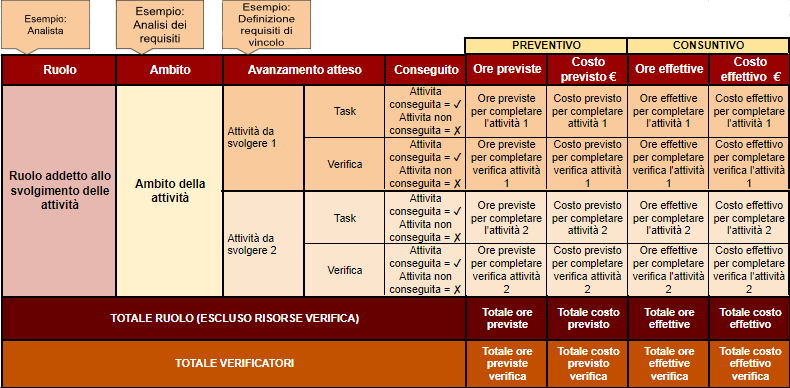 Esempio:
Analista
Esempio:
Analisi dei
requisiti
Esempio:
Definizione
requisiti di
vincolo
PREVENTIVO
CONSUNTIVO
Ruolo
Ambito
Avanzamento atteso
Conseguito
Ore previste
Costo
previsto €
Ore effettive
Costo
effettivo €
Ruolo addetto allo
svolgimento delle
attività
Ambito della
attività
Attività da
svolgere 1
Task
Attivita
conseguita = ✓
Attivita non
conseguita = ✗
Ore previste
per completare
l'attività 1
Costo previsto
per completare
attività 1
Ore effettive
per completare
l'attività 1
Costo effettivo
per completare
attività 1
Verifica
Attivita
conseguita = ✓
Attivita non
conseguita = ✗
Ore previste
per completare
verifica attività
1
Costo previsto
per completare
verifica attività
1
Ore effettive
per completare
verifica l'attività
1
Costo effettivo
per completare
verifica attività
1
Attività da
svolgere 2
Task
Attivita
conseguita = ✓
Attivita non
conseguita = ✗
Ore previste
per completare
l'attività 2
Costo previsto
per completare
attività 2
Ore effettive
per completare
l'attività 2
Costo effettivo
per completare
attività 2
Verifica
Attivita
conseguita = ✓
Attivita non
conseguita = ✗
Ore previste
per completare
verifica attività
2
Costo previsto
per completare
verifica attività
2
Ore effettive
per completare
verifica l'attività
2
Costo effettivo
per completare
verifica attività
2
TOTALE RUOLO (ESCLUSO RISORSE VERIFICA)
Totale ore
previste
Totale costo
previsto
Totale ore
effettive
Totale costo
effettivo
TOTALE VERIFICATORI
Totale ore
previste
verifica
Totale costo
previsto
verifica
Totale ore
effettive
verifica
Totale costo
effettivo
verifica